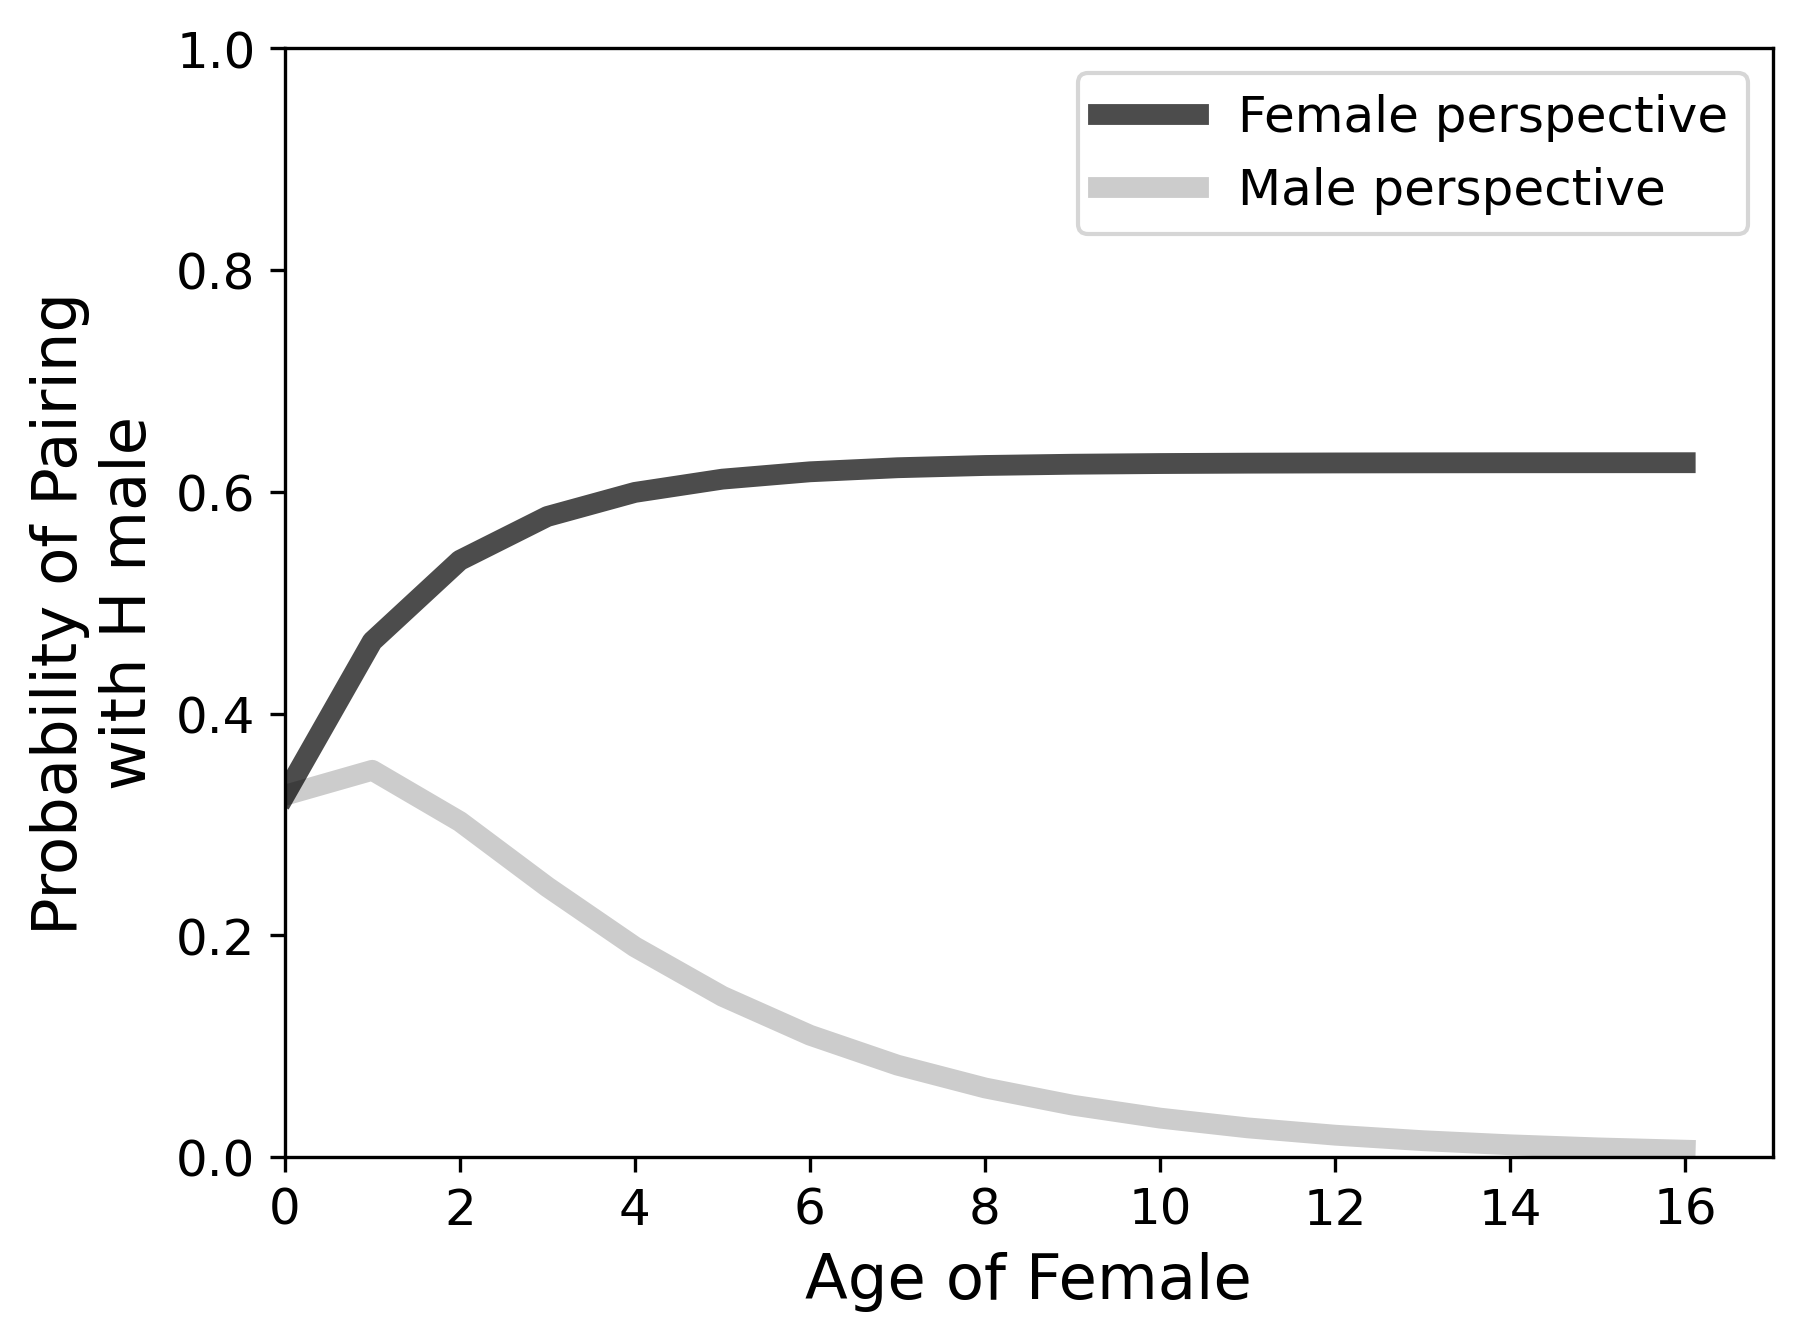 Probability of Pairing
with H male
1.0
0.8
0.6
0.4
0.2
0.0
Female perspective
Male perspective
0 2 4 6 8 10 12 14 16
Age of Female